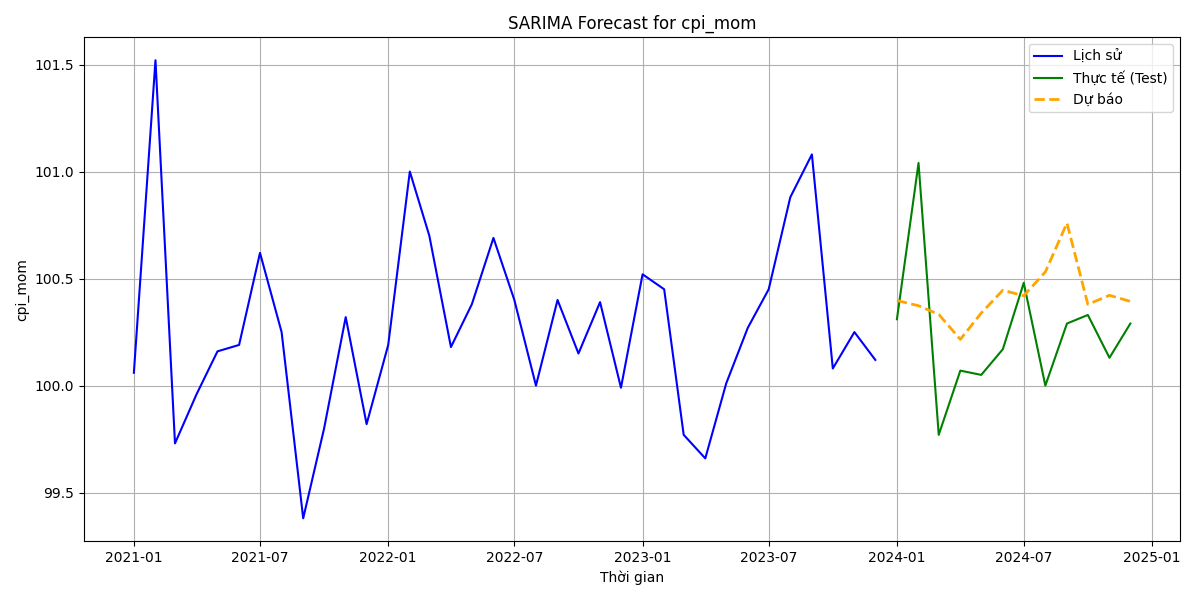 SARIMA Forecast for cpi_mom
Lịch sử
Thực tế (Test)
Dự báo
cpi_mom
101.5
101.0
100.5
100.0
99.5
2021-01 2021-07 2022-01 2022-07 2023-01 2023-07 2024-01 2024-07 2025-01
Thời gian